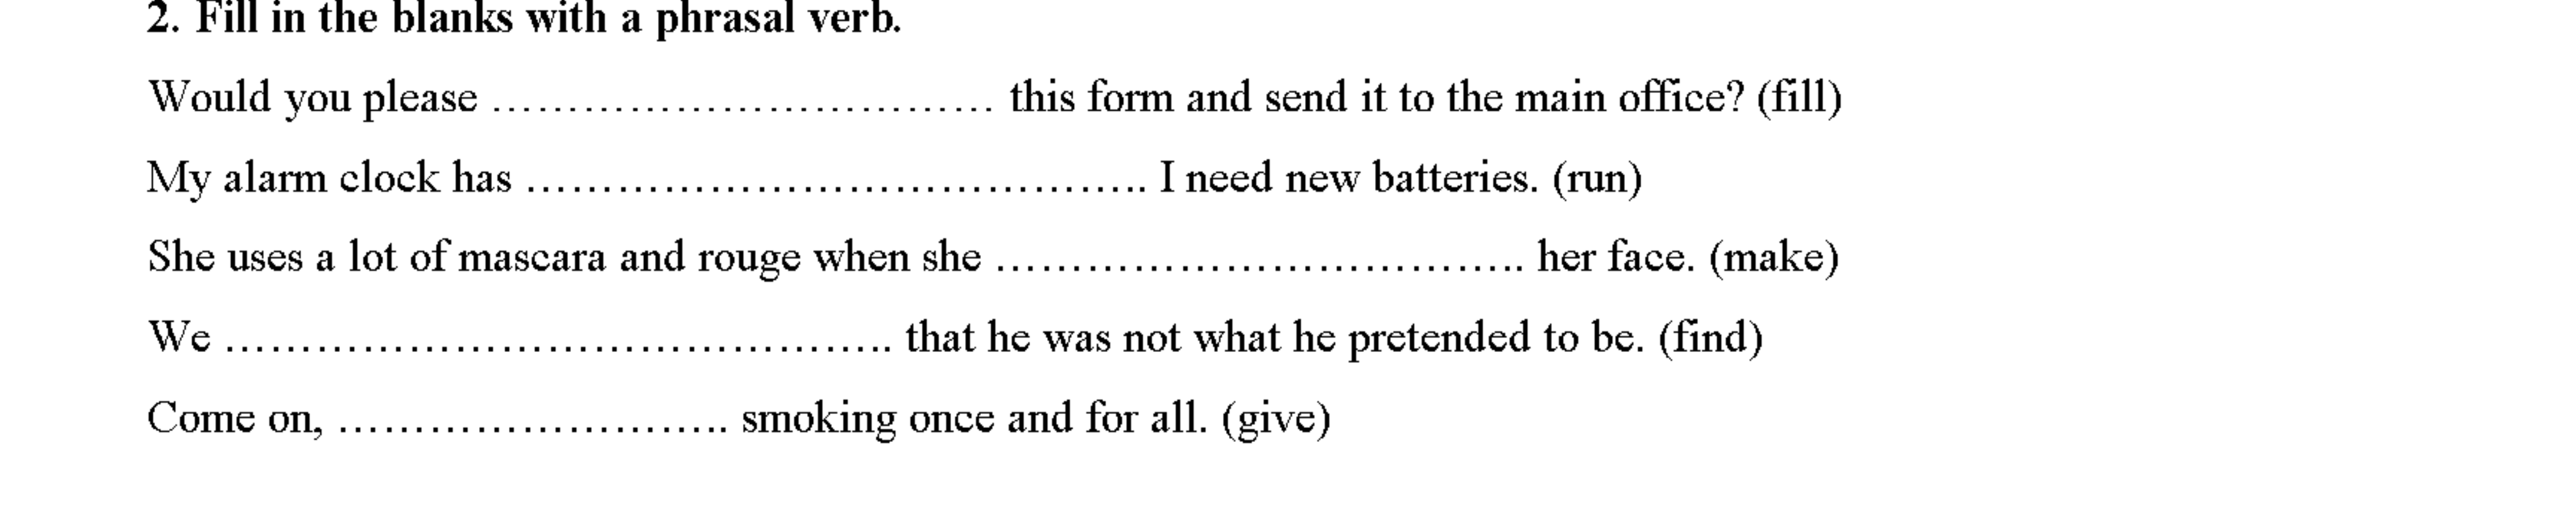 2. Fill in the blanks with a phrasal verb.
Would you please …………………………… this form and send it to the main office? (fill)
My alarm clock has ………………………………….. I need new batteries. (run)
She uses a lot of mascara and rouge when she …………………………….. her face. (make)
We …………………………………….. that he was not what he pretended to be. (find)
Come on, …………………….. smoking once and for all. (give)